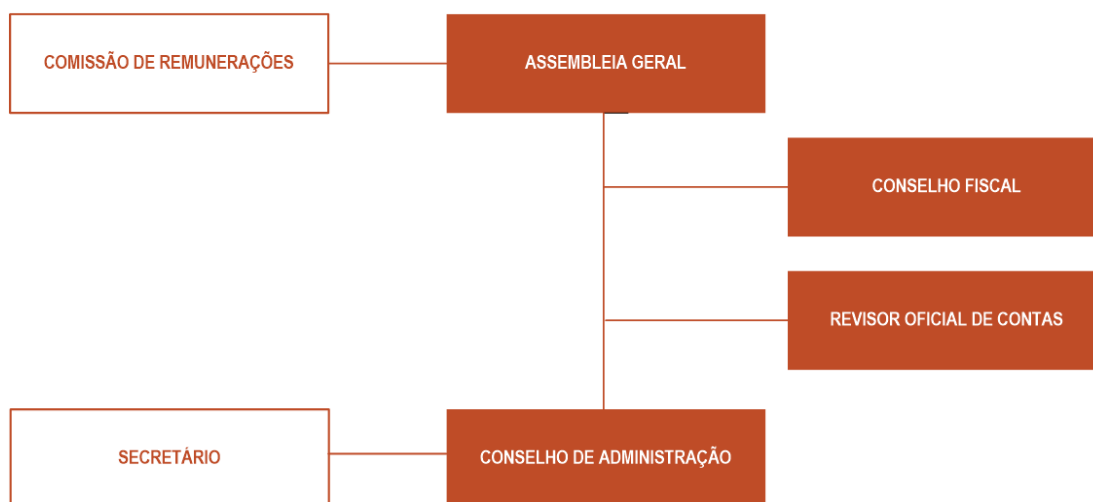 COMISSÃO DE REMUNERAÇÕES
ASSEMBLEIA GERAL
CONSELHO FISCAL
REVISOR OFICIAL DE CONTAS
SECRETÁRIO
CONSELHO DE ADMINISTRAÇÃO